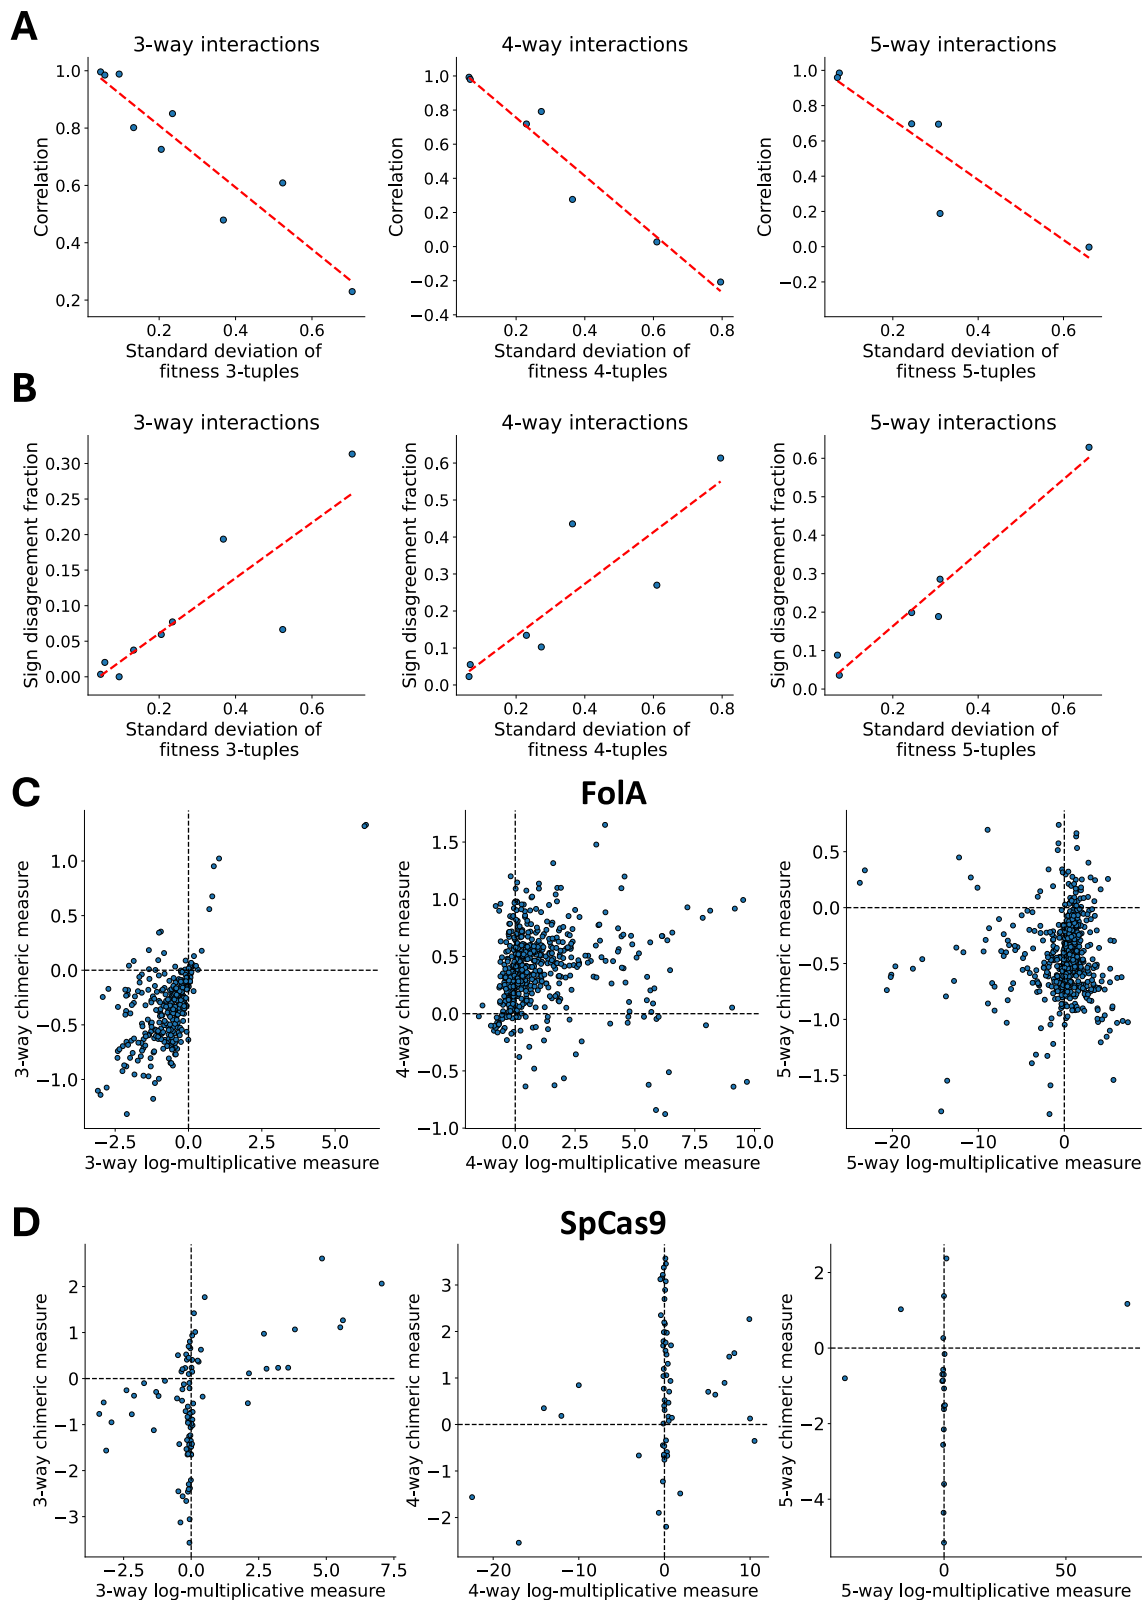 A
3-way interactions
4-way interactions
5-way interactions
1.0
0.8
0.6
0.4
0.2
Correlation
0.2
0.4
0.6
Standard deviation of
fitness 3-tuples
1.0
0.8
0.6
0.4
0.2
0.0
−0.2
−0.4
Correlation
0.2
0.4
0.6
0.8
Standard deviation of
fitness 4-tuples
1.0
0.8
0.6
0.4
0.2
0.0
−0.2
Correlation
0.2
0.4
0.6
Standard deviation of
fitness 5-tuples
B
3-way interactions
4-way interactions
5-way interactions
0.30
0.25
0.20
0.15
0.10
0.05
0.00
Sign disagreement fraction
0.2
0.4
0.6
Standard deviation of
fitness 3-tuples
0.6
0.5
0.4
0.3
0.2
0.1
0.0
Sign disagreement fraction
0.2
0.4
0.6
0.8
Standard deviation of
fitness 4-tuples
0.6
0.5
0.4
0.3
0.2
0.1
0.0
Sign disagreement fraction
0.2
0.4
0.6
Standard deviation of
fitness 5-tuples
C
FolA
1.0
0.5
0.0
−0.5
−1.0
3-way chimeric measure
−2.5
0.0
2.5
5.0
3-way log-multiplicative measure
1.5
1.0
0.5
0.0
−0.5
−1.0
4-way chimeric measure
0.0
2.5
5.0
7.5
10.0
4-way log-multiplicative measure
0.5
0.0
−0.5
−1.0
−1.5
5-way chimeric measure
−20
−10
0
5-way log-multiplicative measure
D
SpCas9
2
1
0
−1
−2
−3
3-way chimeric measure
−2.5
0.0
2.5
5.0
7.5
3-way log-multiplicative measure
3
2
1
0
−1
−2
4-way chimeric measure
−20
−10
0
10
4-way log-multiplicative measure
2
0
−2
−4
5-way chimeric measure
0
50
5-way log-multiplicative measure